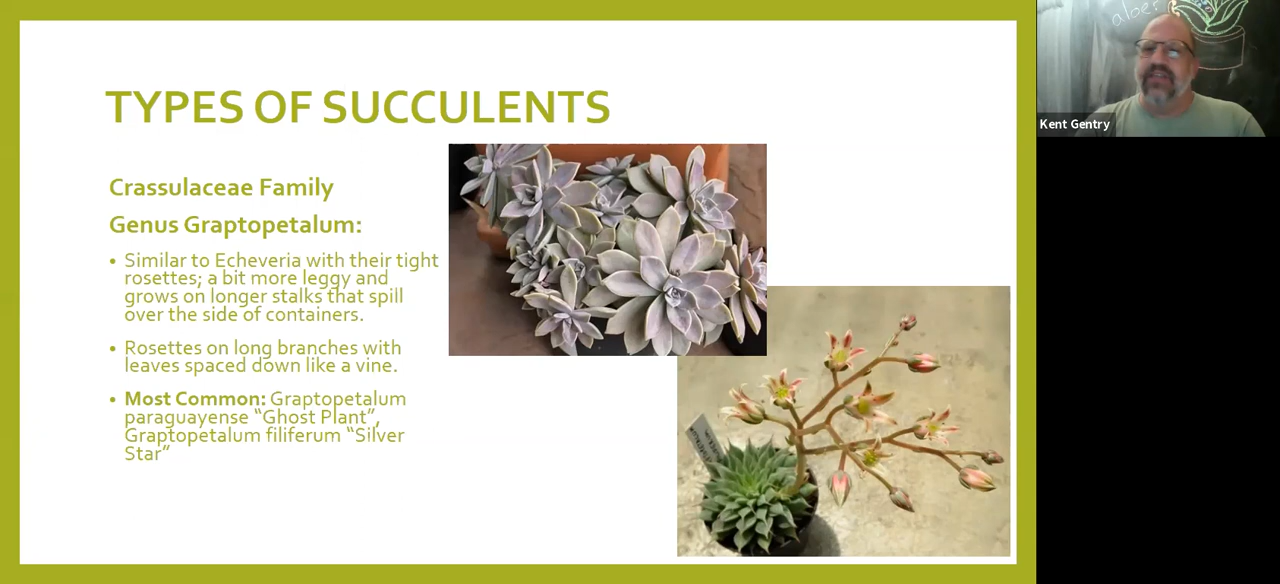 TYPES OF SUCCULENTS
Crassulaceae Family
Genus Graptopetalum:
• Similar to Echeveria with their tight
rosettes; a bit more leggy and
grows on longer stalks that spill
over the side of containers.
• Rosettes on long branches with
leaves spaced down like a vine.
• Most Common: Graptopetalum
paraguayense “Ghost Plant”,
Graptopetalum filiferum “Silver
Star”
aloe
Kent Gentry